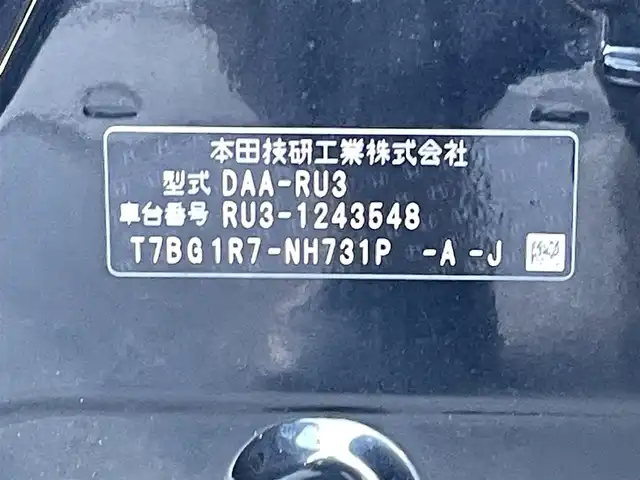 本田技研工業株式会社
型式 DAA-RU3
車台番号 RU3-1243548
T7BG1R7-NH731P -A -J